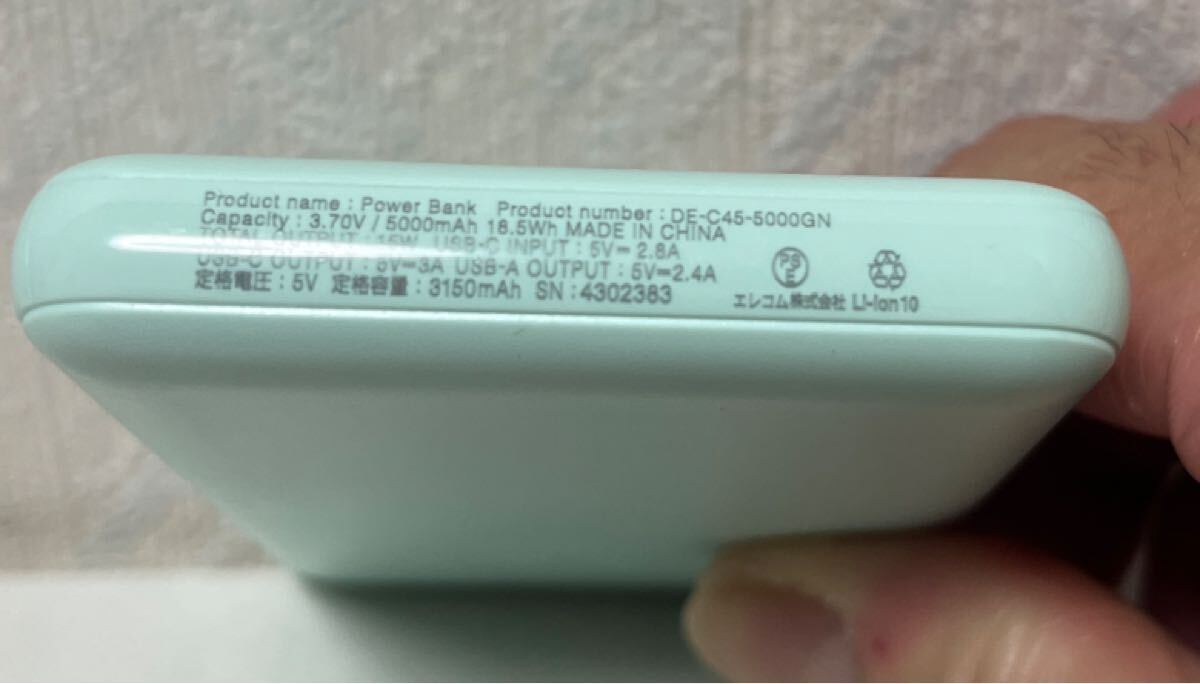 Product name : Power Bank Product number : DE-C45-5000GN
Capacity : 3.70V / 5000mAh 18.5Wh MADE IN CHINA
TOTAL OUTPUT : 15W USB-C INPUT : 5V⎓2.8A
USB-C OUTPUT : 5V⎓3A USB-A OUTPUT : 5V⎓2.4A
定格電圧 : 5V 定格容量 : 3150mAh SN : 4302383
PSE
エレコム株式会社 Li-ion10